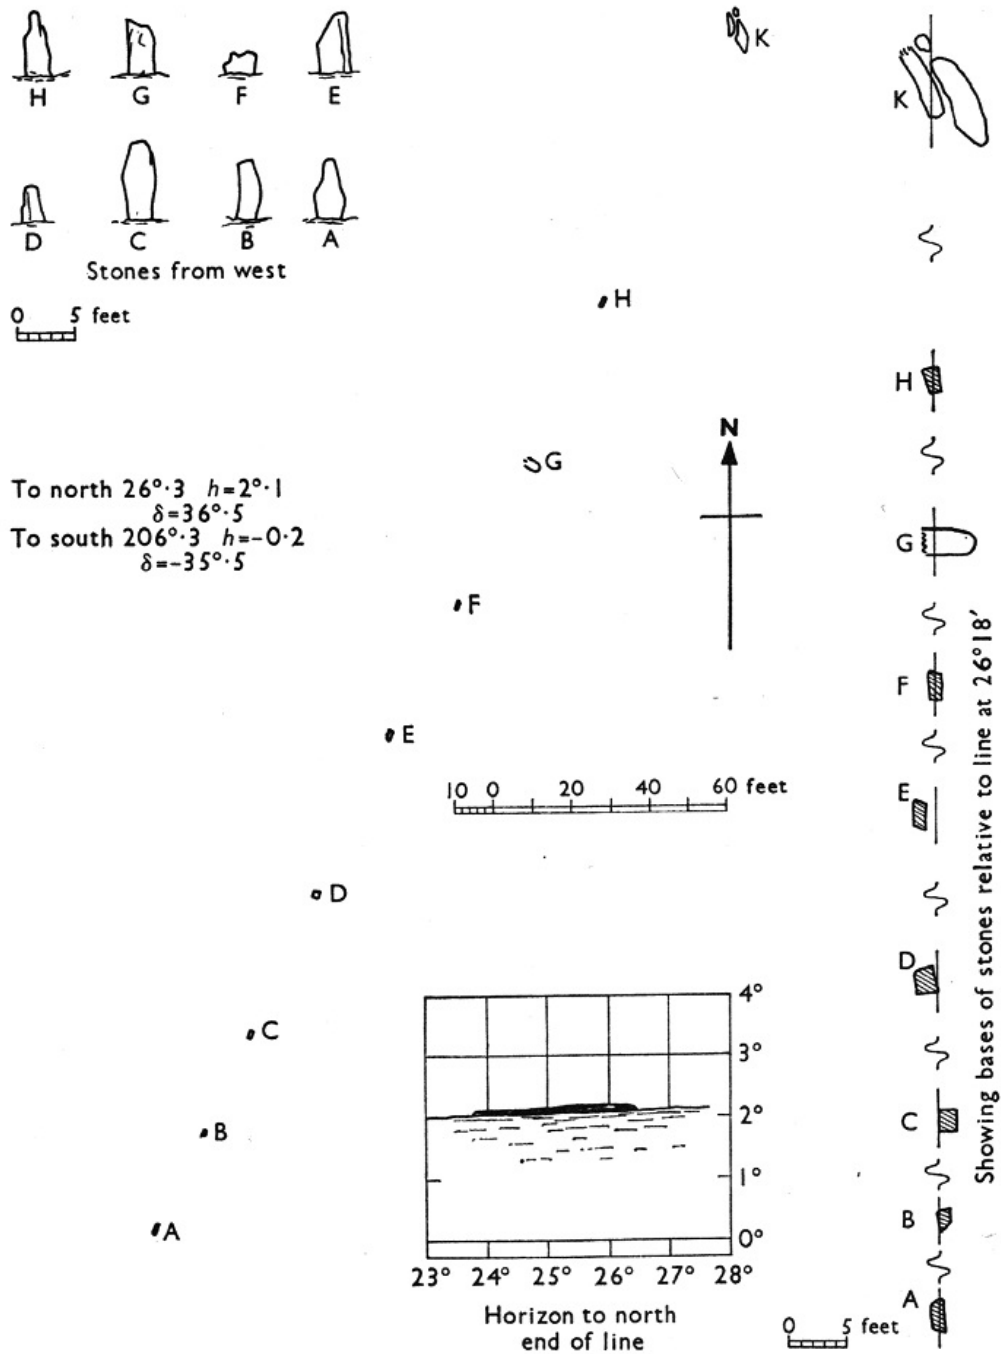 H G F E
D C B A
Stones from west
0 5 feet
To north 26°·3 h=2°·1
δ=36°·5
To south 206°·3 h=-0·2
δ=-35°·5
K
H
G
F
E
D
C
B
A
N
10 0 20 40 60 feet
4°
3°
2°
1°
0°
23° 24° 25° 26° 27° 28°
Horizon to north
end of line
K
H
G
F
E
D
C
B
A
0 5 feet
Showing bases of stones relative to line at 26°18′